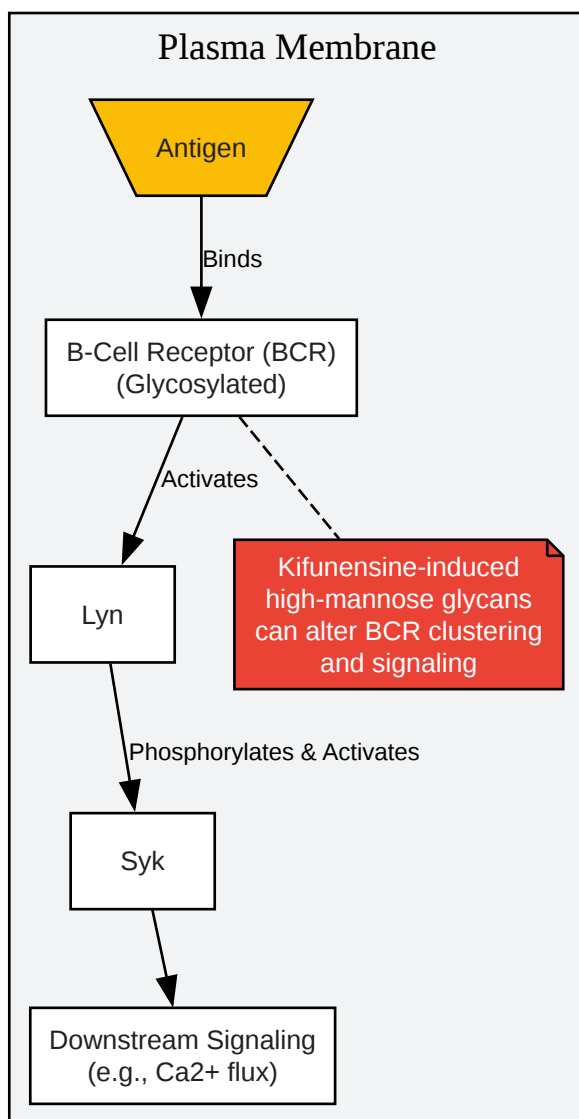 Plasma Membrane
Antigen
Binds
B-Cell Receptor (BCR)
(Glycosylated)
Activates
Lyn
Kifunensine-induced
high-mannose glycans
can alter BCR clustering
and signaling
Phosphorylates & Activates
Syk
Downstream Signaling
(e.g., Ca2+ flux)